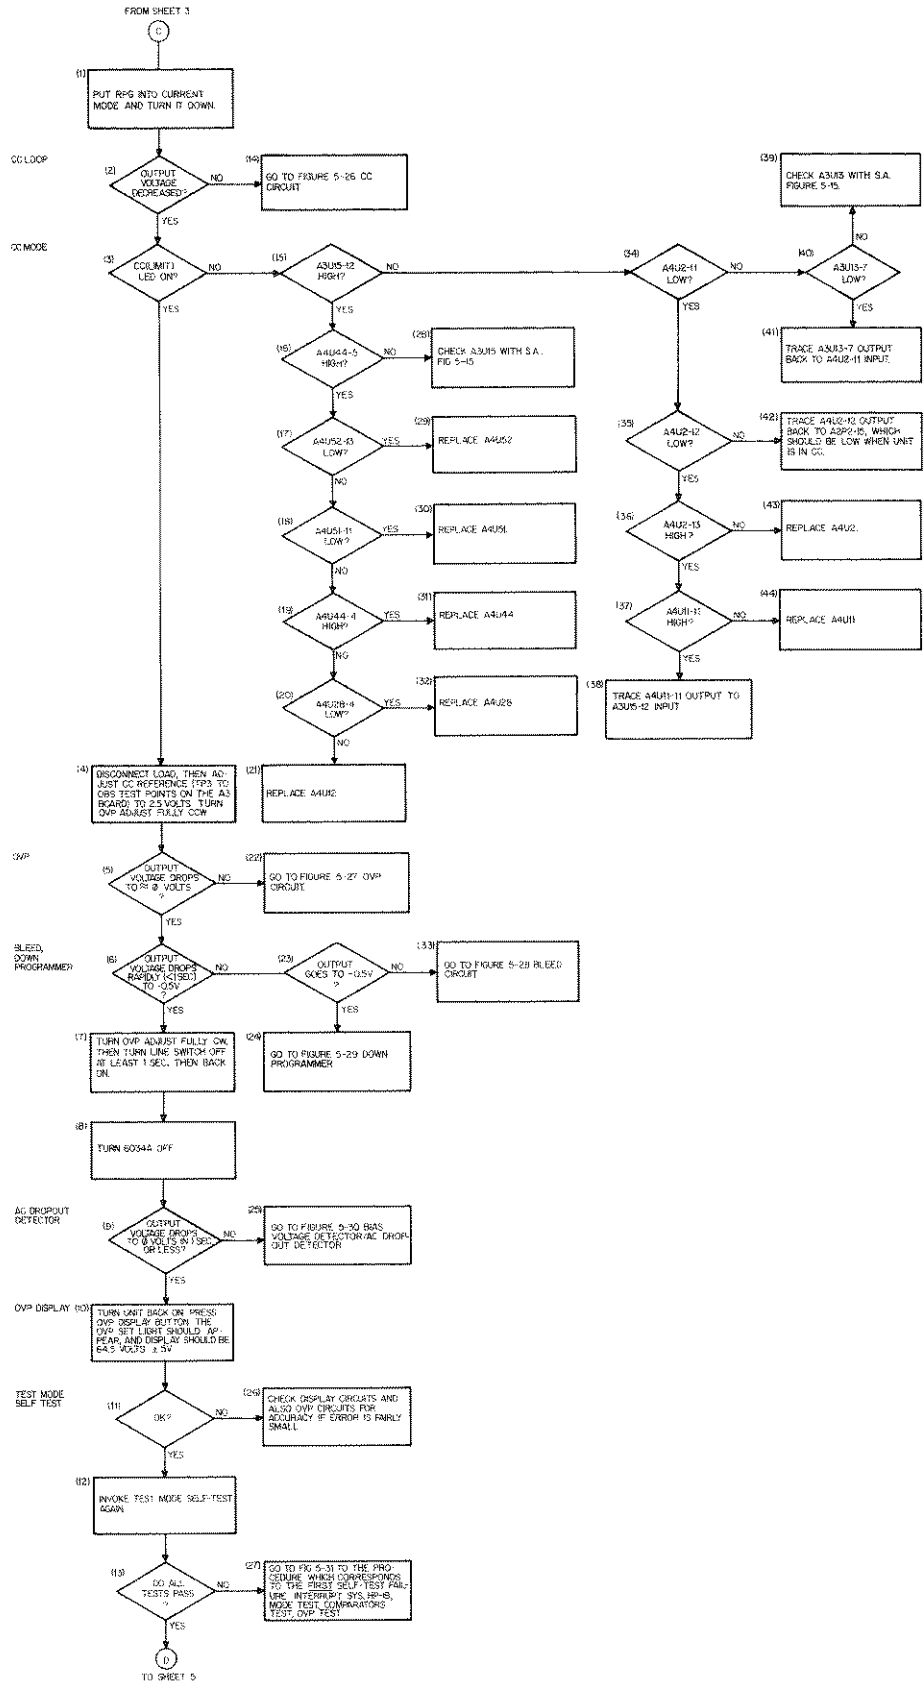 FROM SHEET 3
C
(1)
PUT RPG INTO CURRENT
MODE AND TURN IT DOWN.
CC LOOP
(2)
OUTPUT
VOLTAGE
DECREASED?
NO
YES
(14)
GO TO FIGURE 5-26 CC
CIRCUIT
(39)
CHECK A3U13 WITH S.A.
FIGURE 5-15.
NO
CC MODE
(3)
CC(LIMIT)
LED ON?
NO
YES
(15)
A3U15-12
HIGH?
NO
YES
(34)
A4U2-11
LOW?
NO
YES
(40)
A3U13-7
LOW?
YES
(41)
TRACE A3U13-7 OUTPUT
BACK TO A4U2-11 INPUT.
(16)
A4U44-5
HIGH?
NO
YES
(28)
CHECK A3U15 WITH S.A.
FIG 5-15
(17)
A4U52-13
LOW?
YES
NO
(29)
REPLACE A4U52
(35)
A4U2-12
LOW?
NO
YES
(42)
TRACE A4U2-12 OUTPUT
BACK TO A2P2-15, WHICH
SHOULD BE LOW WHEN UNIT
IS IN CC.
(18)
A4U51-11
LOW?
YES
NO
(30)
REPLACE A4U51.
(36)
A4U2-13
HIGH?
NO
YES
(43)
REPLACE A4U2.
(19)
A4U44-4
HIGH?
YES
NO
(31)
REPLACE A4U44
(37)
A4U11-11
HIGH?
NO
YES
(44)
REPLACE A4U11
(20)
A4U28-4
LOW?
YES
NO
(32)
REPLACE A4U28
(38)
TRACE A4U11-11 OUTPUT TO
A3U15-12 INPUT
(4)
DISCONNECT LOAD, THEN AD-
JUST CC REFERENCE (TP3 TO
OBS TEST POINTS ON THE A3
BOARD) TO 2.5 VOLTS. TURN
OVP ADJUST FULLY CCW
(21)
REPLACE A4U12
OVP
(5)
OUTPUT
VOLTAGE DROPS
TO ≈ 0 VOLTS
?
NO
YES
(22)
GO TO FIGURE 5-27 OVP
CIRCUIT.
BLEED,
DOWN
PROGRAMMER
(6)
OUTPUT
VOLTAGE DROPS
RAPIDLY (<1SEC)
TO -0.5V
?
NO
YES
(23)
OUTPUT
GOES TO -0.5V
?
NO
YES
(33)
GO TO FIGURE 5-28 BLEED
CIRCUIT
(7)
TURN OVP ADJUST FULLY CW,
THEN TURN LINE SWITCH OFF
AT LEAST 1 SEC. THEN BACK
ON.
(24)
GO TO FIGURE 5-29 DOWN
PROGRAMMER
(8)
TURN 6034A OFF
AC DROPOUT
DETECTOR
(9)
OUTPUT
VOLTAGE DROPS
TO 0 VOLTS IN 1 SEC
OR LESS?
NO
YES
(25)
GO TO FIGURE 5-30 BIAS
VOLTAGE DETECTOR/AC DROP-
OUT DETECTOR
OVP DISPLAY (10)
TURN UNIT BACK ON. PRESS
OVP DISPLAY BUTTON. THE
OVP SET LIGHT SHOULD AP-
PEAR, AND DISPLAY SHOULD BE
64.5 VOLTS ±
TEST MODE
SELF TEST
(11)
OK?
NO
YES
(26)
CHECK DISPLAY CIRCUITS AND
ALSO OVP CIRCUITS FOR
ACCURACY IF ERROR IS FAIRLY
SMALL
(12)
INVOKE TEST MODE SELF-TEST
AGAIN
(13)
DO ALL
TESTS PASS
?
NO
YES
(27)
GO TO FIG 5-31 TO THE PRO-
CEDURE WHICH CORRESPONDS
TO THE FIRST SELF-TEST FAIL-
URE INTERRUPT SYS, HP-IB,
MODE TEST, COMPARATORS
TEST, OVP TEST
D
TO SHEET 5